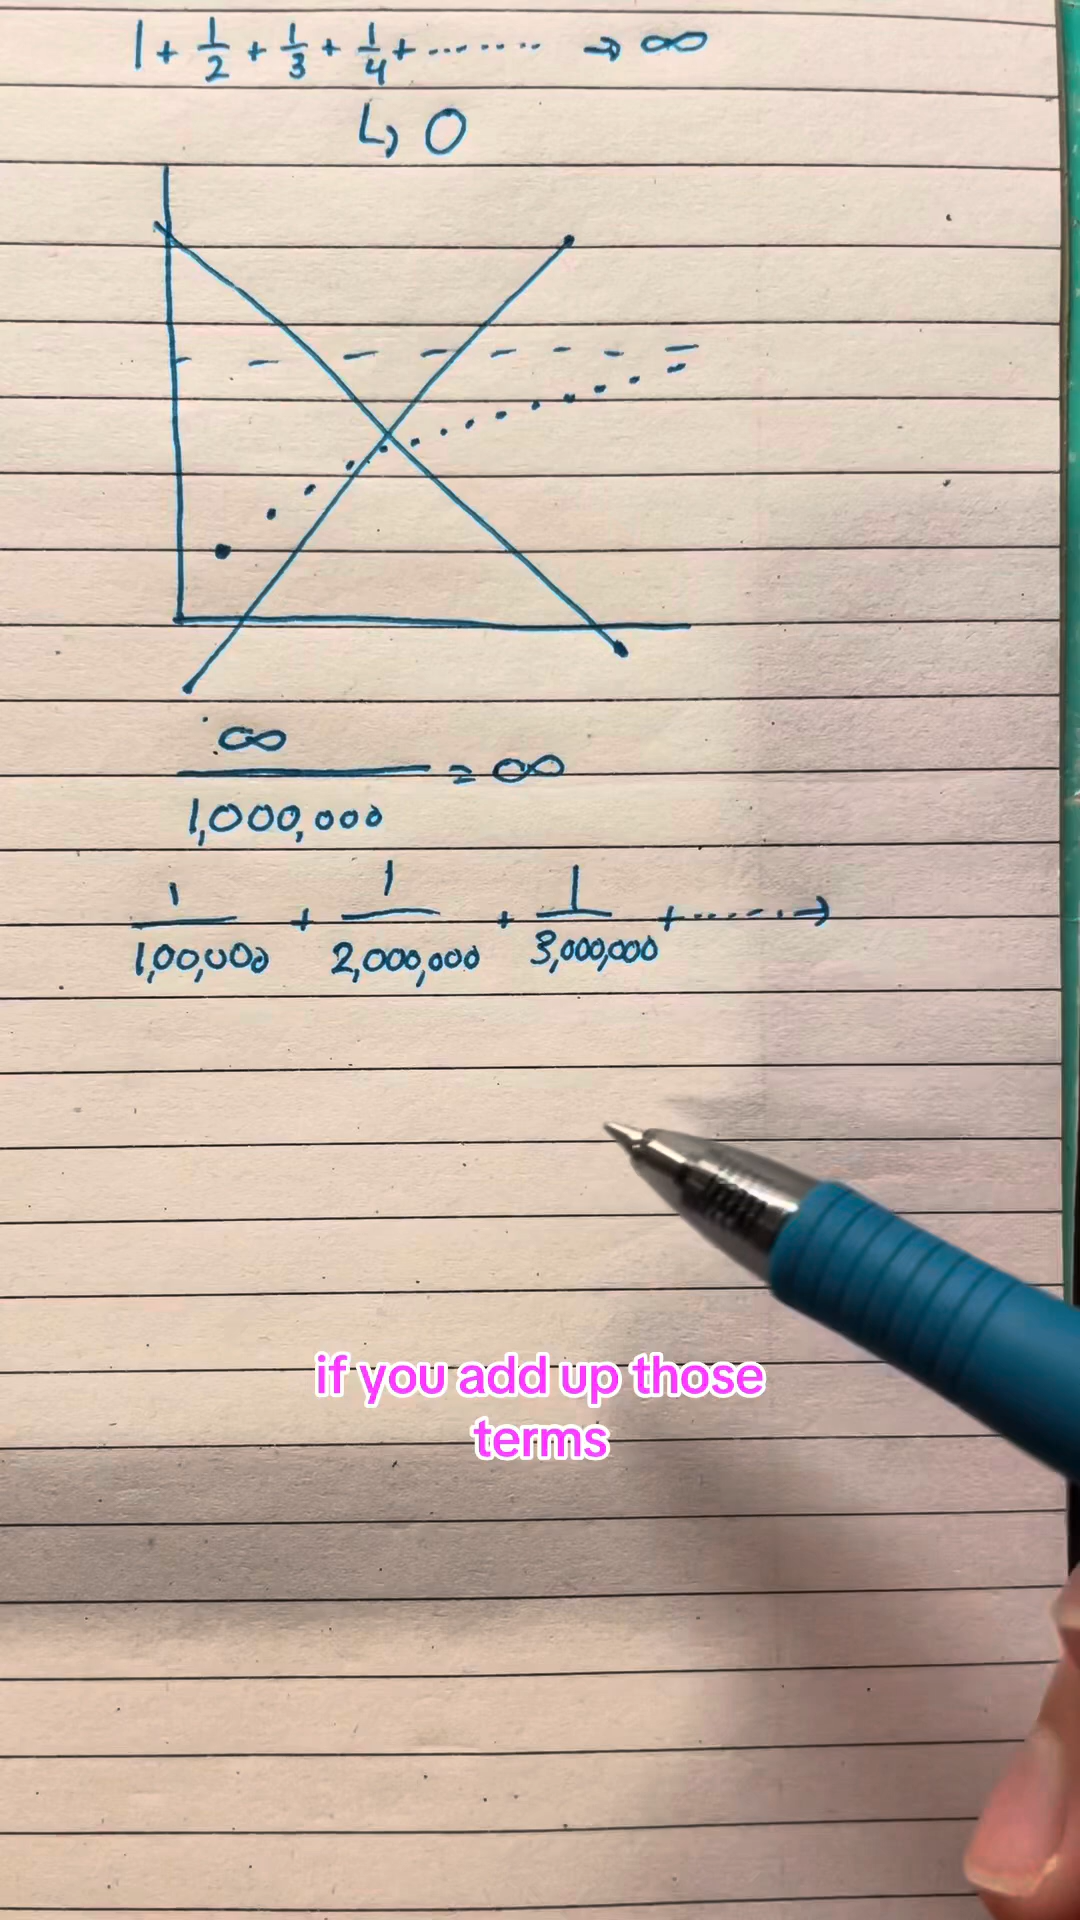 1 + 1/2 + 1/3 + 1/4 + ........ → ∞
↳ 0
∞/1,000,000 = ∞
1/1,00,000 + 1/2,000,000 + 1/3,000,000 + ....... →
if you add up those
terms